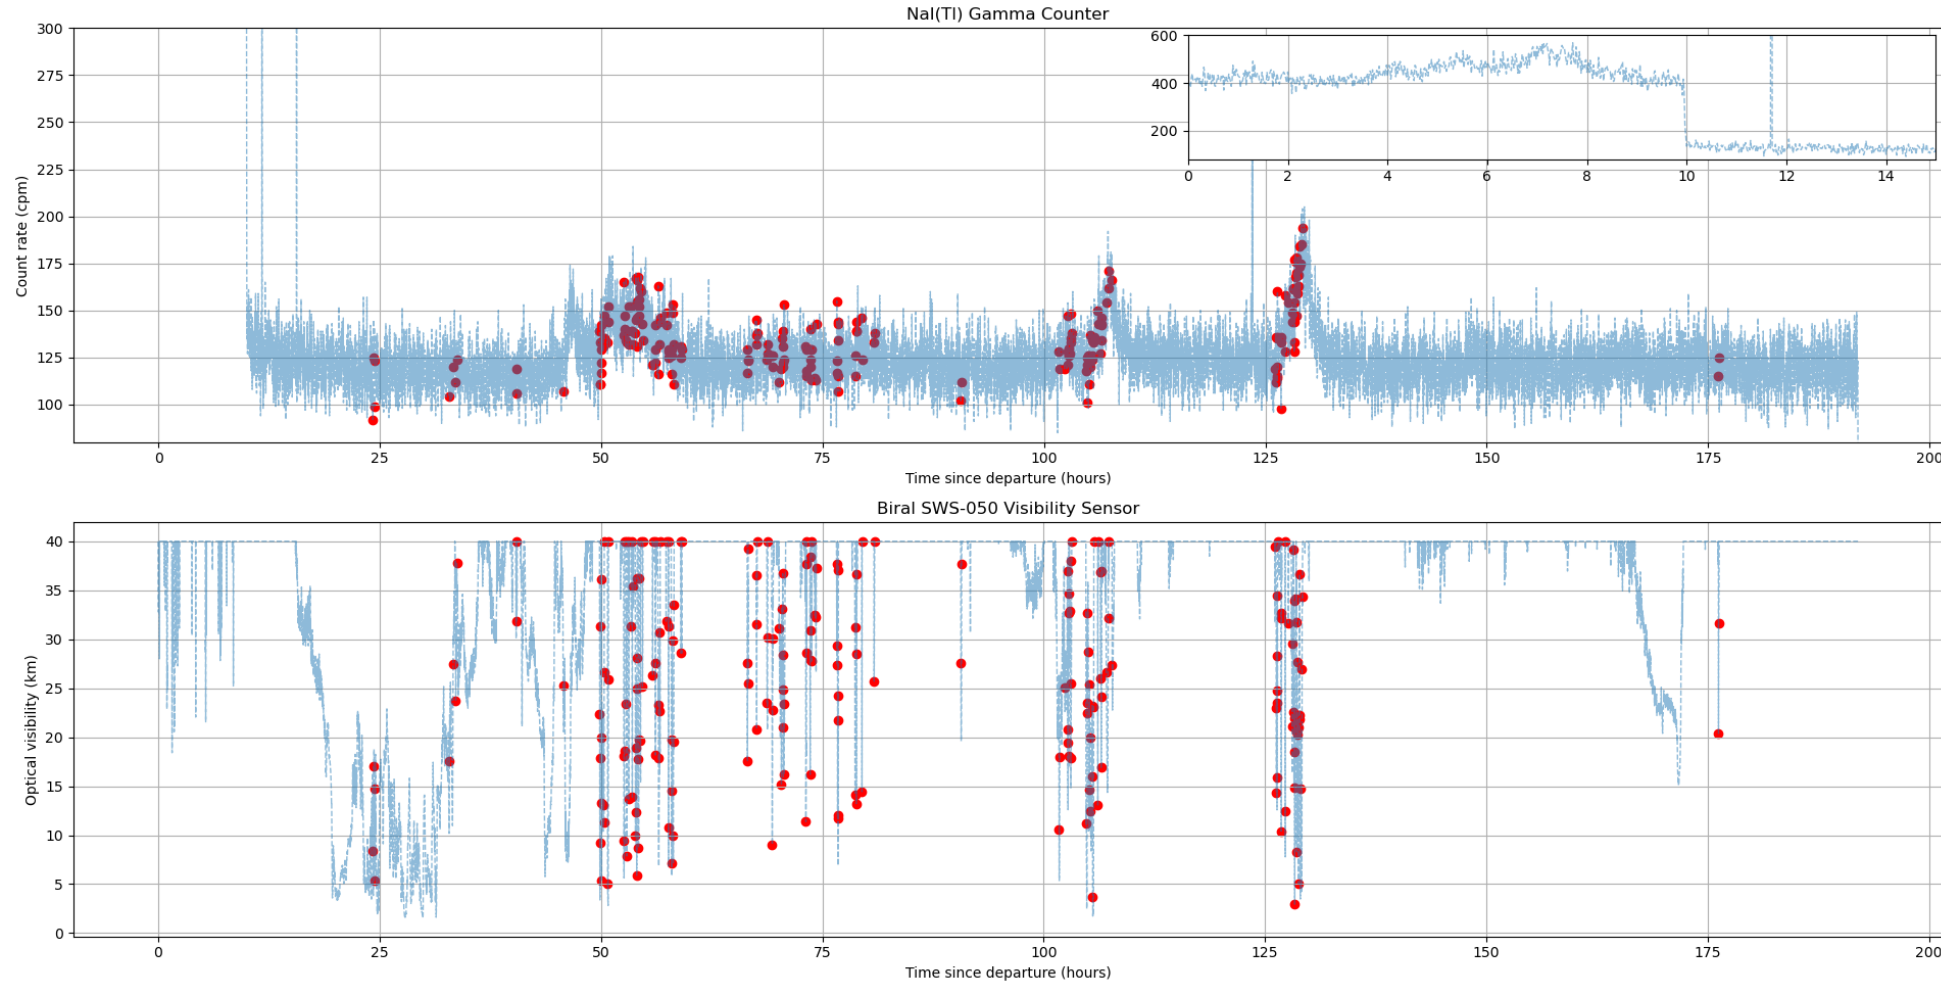 NaI(Tl) Gamma Counter
Count rate (cpm)
300
275
250
225
200
175
150
125
100
600
400
200
0 2 4 6 8 10 12 14
0 25 50 75 100 125 150 175 200
Time since departure (hours)
Biral SWS-050 Visibility Sensor
Optical visibility (km)
40
35
30
25
20
15
10
5
0
0 25 50 75 100 125 150 175 200
Time since departure (hours)